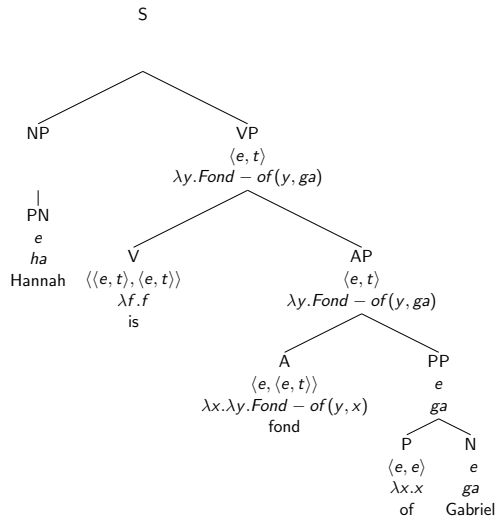 S
NP VP
⟨e, t⟩
λy.Fond − of(y, ga)
PN
e
ha
Hannah
V AP
⟨⟨e, t⟩, ⟨e, t⟩⟩ ⟨e, t⟩
λf.f λy.Fond − of(y, ga)
is
A PP
⟨e, ⟨e, t⟩⟩ e
λx.λy.Fond − of(y, x) ga
fond
P N
⟨e, e⟩ e
λx.x ga
of Gabriel